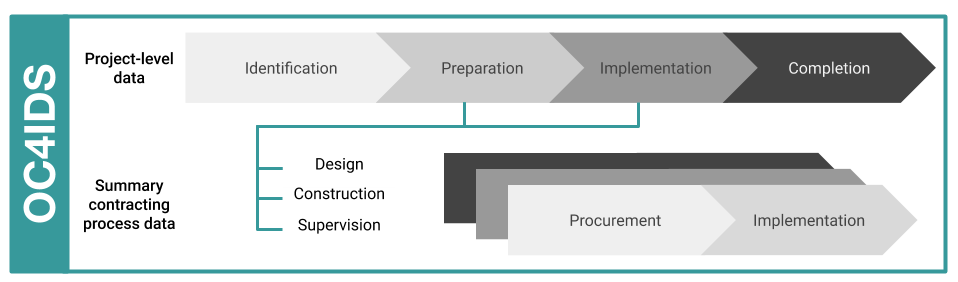 OC4IDS
Project-level
data
Identification
Preparation
Implementation
Completion
Summary
contracting
process data
Design
Construction
Supervision
Procurement
Implementation